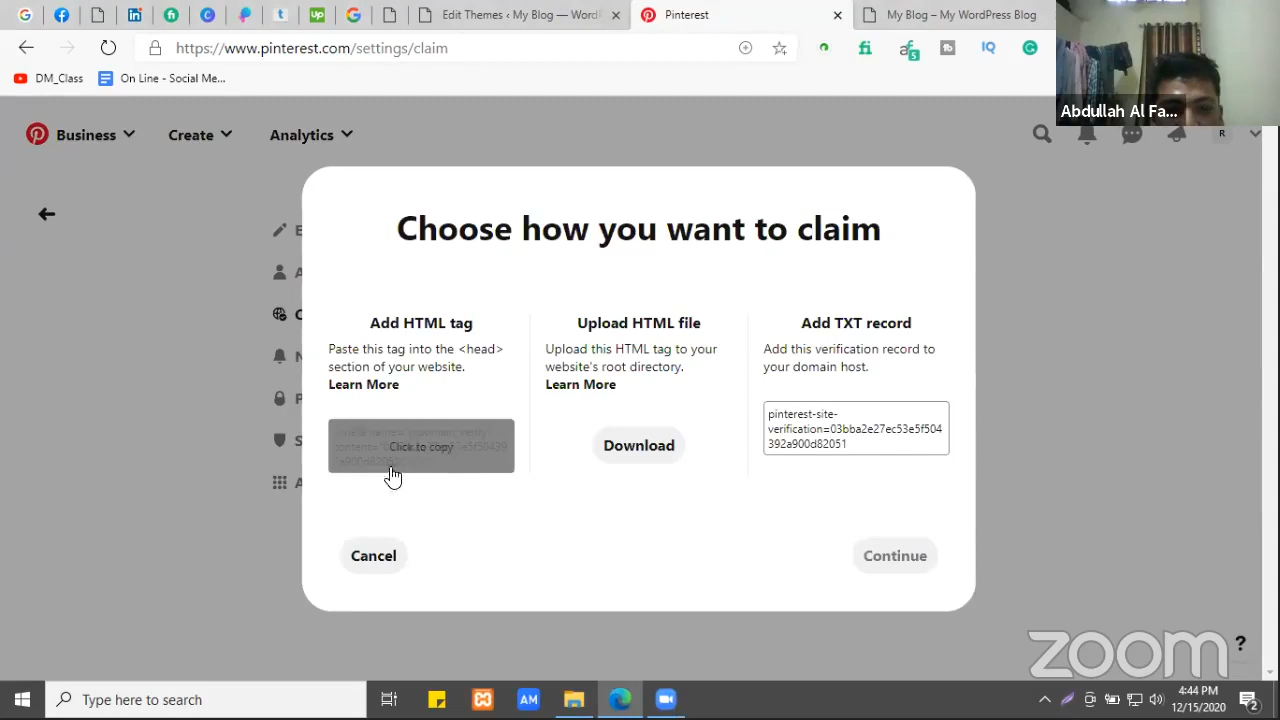 Edit Themes ‹ My Blog — WordP
Pinterest
My Blog – My WordPress Blog
https://www.pinterest.com/settings/claim
5
DM_Class
On Line - Social Me...
Abdullah Al Fa...
Business
Create
Analytics
R
Choose how you want to claim
Add HTML tag
Paste this tag into the <head>
section of your website.
Learn More
Click to copy
Upload HTML file
Upload this HTML tag to your
website's root directory.
Learn More
Download
Add TXT record
Add this verification record to
your domain host.
pinterest-site-
verification=03bba2e27ec53e5f504
392a900d82051
Cancel
Continue
zoom
?
Type here to search
AM
4:44 PM
12/15/2020
2